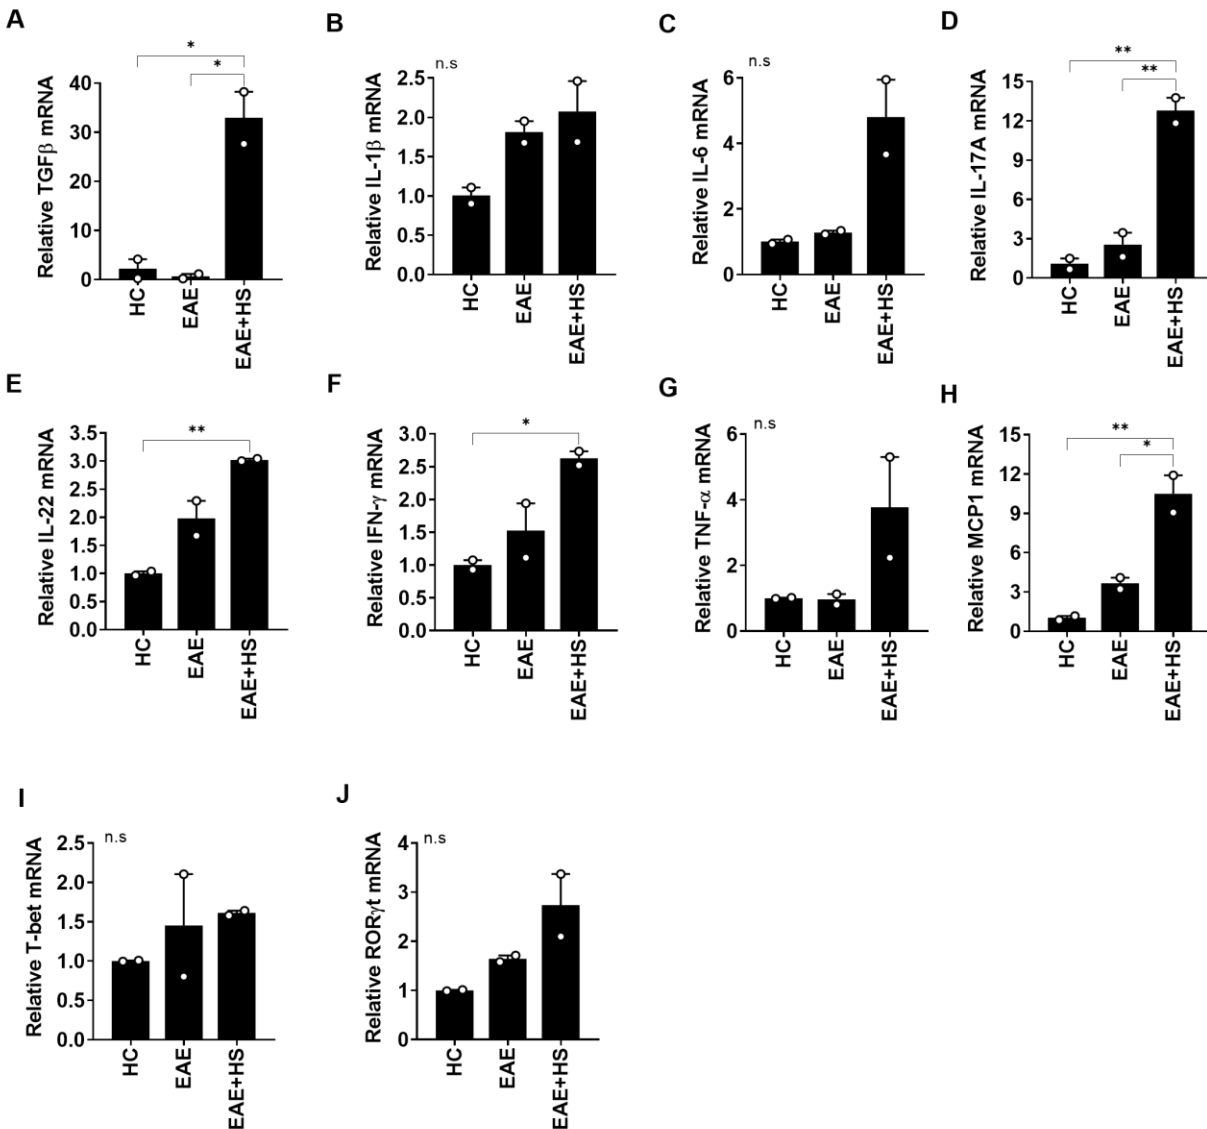 A
*
*
Relative TGFβ mRNA
40
30
20
10
0
HC
EAE
EAE+HS
B
n.s
Relative IL-1β mRNA
2.5
2.0
1.5
1.0
0.5
0.0
HC
EAE
EAE+HS
C
n.s
Relative IL-6 mRNA
6
4
2
0
HC
EAE
EAE+HS
D
**
**
Relative IL-17A mRNA
15
12
9
6
3
0
HC
EAE
EAE+HS
E
**
Relative IL-22 mRNA
3.5
3.0
2.5
2.0
1.5
1.0
0.5
0.0
HC
EAE
EAE+HS
F
*
Relative IFN-γ mRNA
3.0
2.5
2.0
1.5
1.0
0.5
0.0
HC
EAE
EAE+HS
G
n.s
Relative TNF-α mRNA
6
4
2
0
HC
EAE
EAE+HS
H
**
*
Relative MCP1 mRNA
15
12
9
6
3
0
HC
EAE
EAE+HS
I
n.s
Relative T-bet mRNA
2.5
2.0
1.5
1.0
0.5
0.0
HC
EAE
EAE+HS
J
n.s
Relative RORγt mRNA
4
3
2
1
0
HC
EAE
EAE+HS